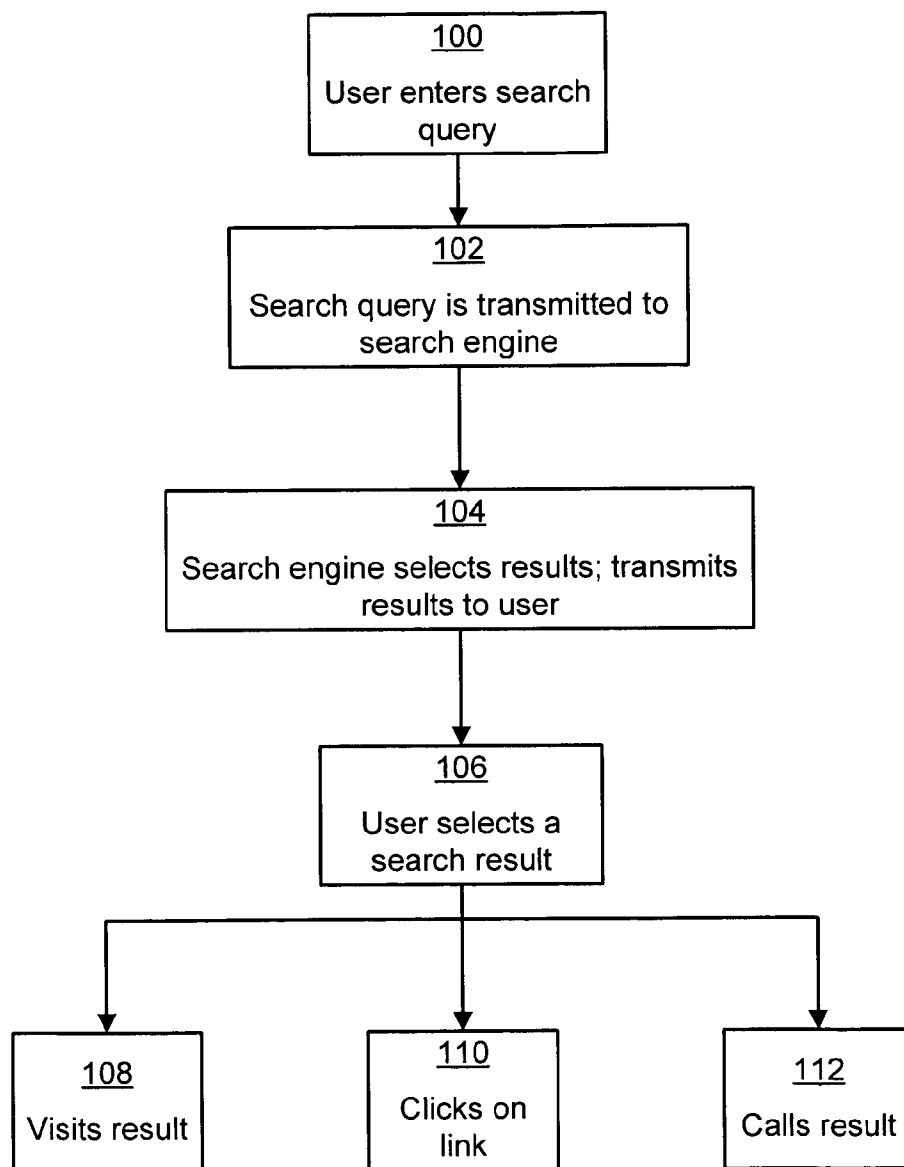 100
User enters search
query
102
Search query is transmitted to
search engine
104
Search engine selects results; transmits
results to user
106
User selects a
search result
108
Visits result
110
Clicks on
link
112
Calls result